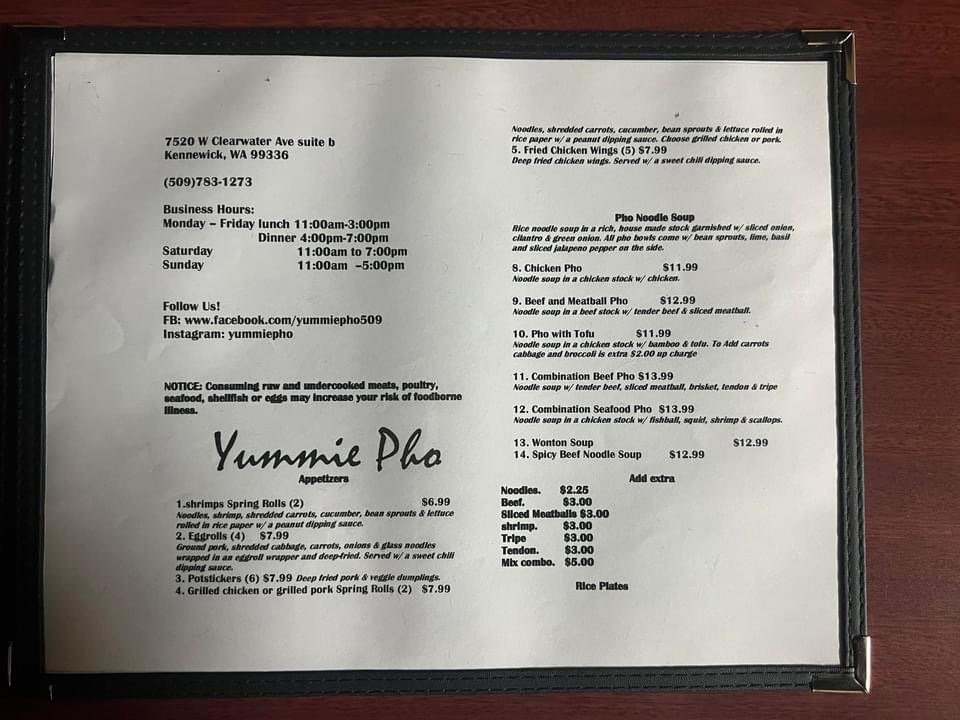 7520 W Clearwater Ave suite b
Kennewick, WA 99336
(509)783-1273
Business Hours:
Monday – Friday lunch 11:00am-3:00pm
Dinner 4:00pm-7:00pm
Saturday 11:00am to 7:00pm
Sunday 11:00am –5:00pm
Follow Us!
FB: www.facebook.com/yummiepho509
Instagram: yummiepho
NOTICE: Consuming raw and undercooked meats, poultry,
seafood, shellfish or eggs may increase your risk of foodborne
illness.
Yummie Pho
Appetizers
1.shrimps Spring Rolls (2) $6.99
Noodles, shrimp, shredded carrots, cucumber, bean sprouts & lettuce
rolled in rice paper w/ a peanut dipping sauce.
2. Eggrolls (4) $7.99
Ground pork, shredded cabbage, carrots, onions & glass noodles
wrapped in an eggroll wrapper and deep-fried. Served w/ a sweet chili
dipping sauce.
3. Potstickers (6) $7.99 Deep fried pork & veggie dumplings.
4. Grilled chicken or grilled pork Spring Rolls (2) $7.99
Noodles, shredded carrots, cucumber, bean sprouts & lettuce rolled in
rice paper w/ a peanut dipping sauce. Choose grilled chicken or pork.
5. Fried Chicken Wings (5) $7.99
Deep fried chicken wings. Served w/ a sweet chili dipping sauce.
Pho Noodle Soup
Rice noodle soup in a rich, house made stock garnished w/ sliced onion,
cilantro & green onion. All pho bowls come w/ bean sprouts, lime, basil
and sliced jalapeno pepper on the side.
8. Chicken Pho $11.99
Noodle soup in a chicken stock w/ chicken.
9. Beef and Meatball Pho $12.99
Noodle soup in a beef stock w/ tender beef & sliced meatball.
10. Pho with Tofu $11.99
Noodle soup in a chicken stock w/ bamboo & tofu. To Add carrots
cabbage and broccoli is extra $2.00 up charge
11. Combination Beef Pho $13.99
Noodle soup w/ tender beef, sliced meatball, brisket, tendon & tripe
12. Combination Seafood Pho $13.99
Noodle soup in a chicken stock w/ fishball, squid, shrimp & scallops.
13. Wonton Soup $12.99
14. Spicy Beef Noodle Soup $12.99
Add extra
Noodles. $2.25
Beef. $3.00
Sliced Meatballs $3.00
shrimp. $3.00
Tripe $3.00
Tendon. $3.00
Mix combo. $5.00
Rice Plates